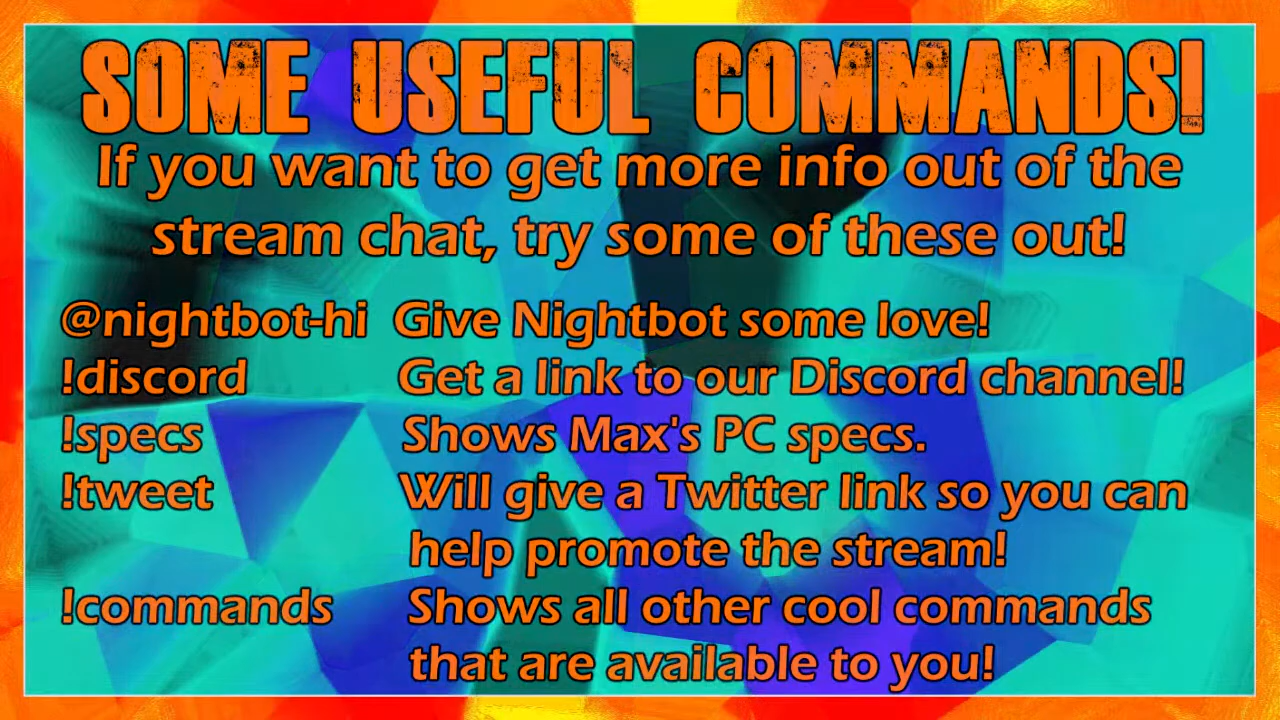 SOME USEFUL COMMANDS!
If you want to get more info out of the
stream chat, try some of these out!
@nightbot-hi Give Nightbot some love!
!discord Get a link to our Discord channel!
!specs Shows Max's PC specs.
!tweet Will give a Twitter link so you can
help promote the stream!
!commands Shows all other cool commands
that are available to you!